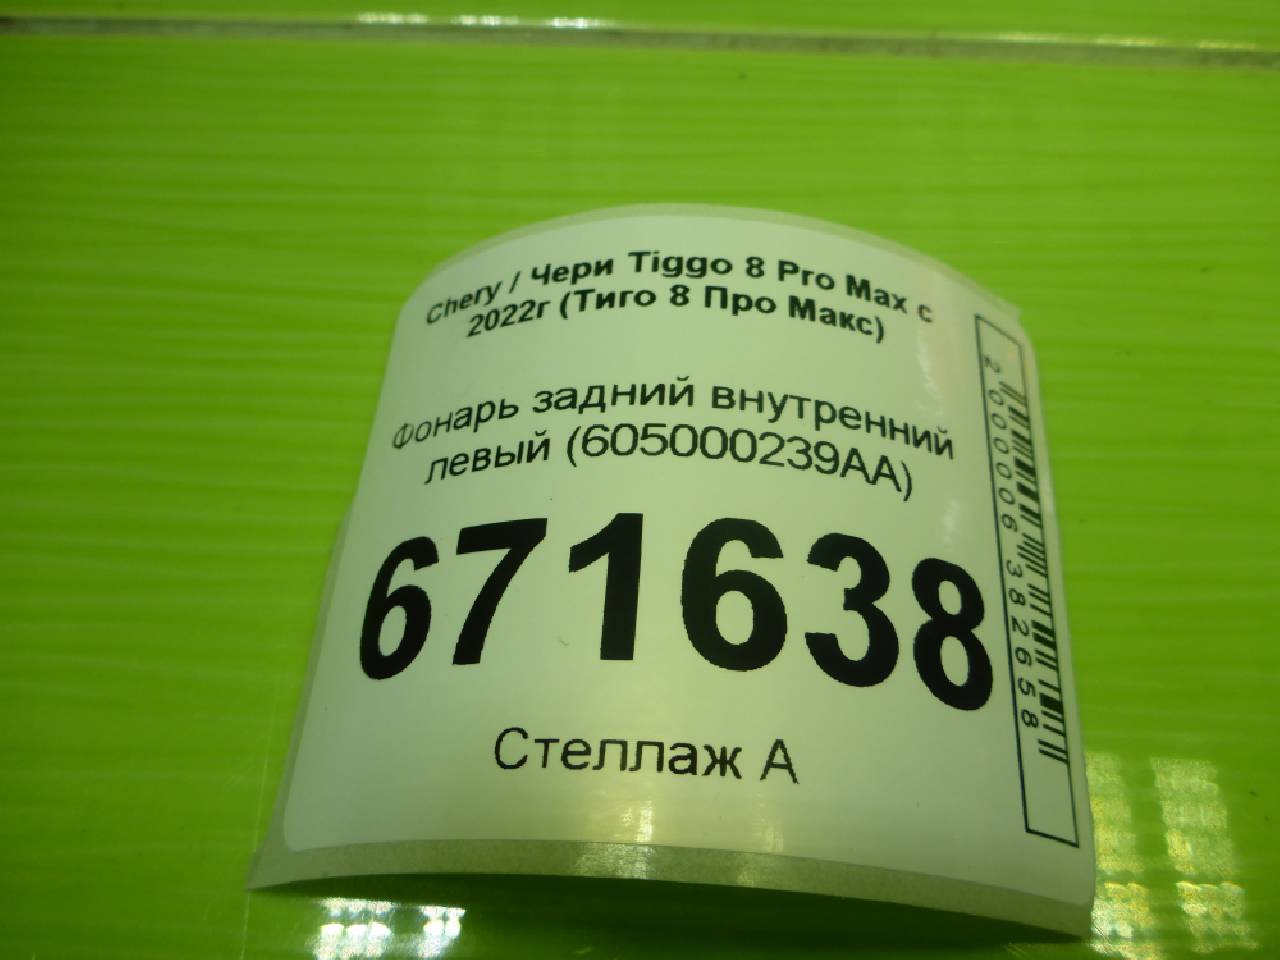 Chery / Чери Tiggo 8 Pro Max с
2022г (Тиго 8 Про Макс)
Фонарь задний внутренний
левый (605000239AA)
671638
Стеллаж А
2000006382658